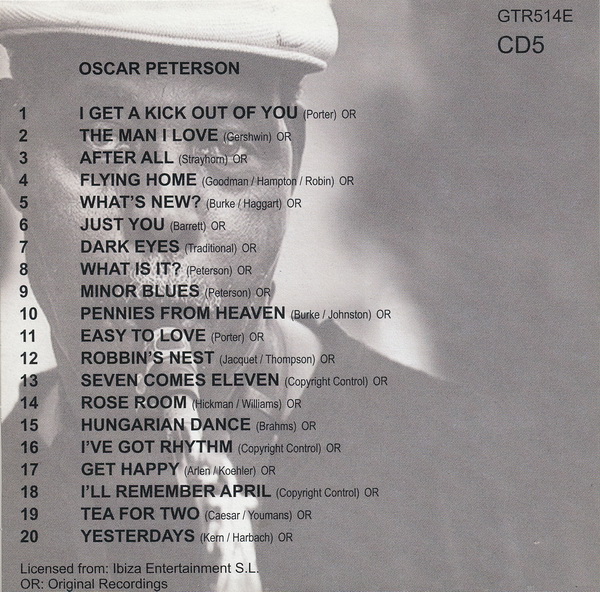 GTR514E
CD5
OSCAR PETERSON
1 I GET A KICK OUT OF YOU (Porter) OR
2 THE MAN I LOVE (Gershwin) OR
3 AFTER ALL (Strayhorn) OR
4 FLYING HOME (Goodman / Hampton / Robin) OR
5 WHAT'S NEW? (Burke / Haggart) OR
6 JUST YOU (Barrett) OR
7 DARK EYES (Traditional) OR
8 WHAT IS IT? (Peterson) OR
9 MINOR BLUES (Peterson) OR
10 PENNIES FROM HEAVEN (Burke / Johnston) OR
11 EASY TO LOVE (Porter) OR
12 ROBBIN'S NEST (Jacquet / Thompson) OR
13 SEVEN COMES ELEVEN (Copyright Control) OR
14 ROSE ROOM (Hickman / Williams) OR
15 HUNGARIAN DANCE (Brahms) OR
16 I'VE GOT RHYTHM (Copyright Control) OR
17 GET HAPPY (Arlen / Koehler) OR
18 I'LL REMEMBER APRIL (Copyright Control) OR
19 TEA FOR TWO (Caesar / Youmans) OR
20 YESTERDAYS (Kern / Harbach) OR
Licensed from: Ibiza Entertainment S.L.
OR: Original Recordings